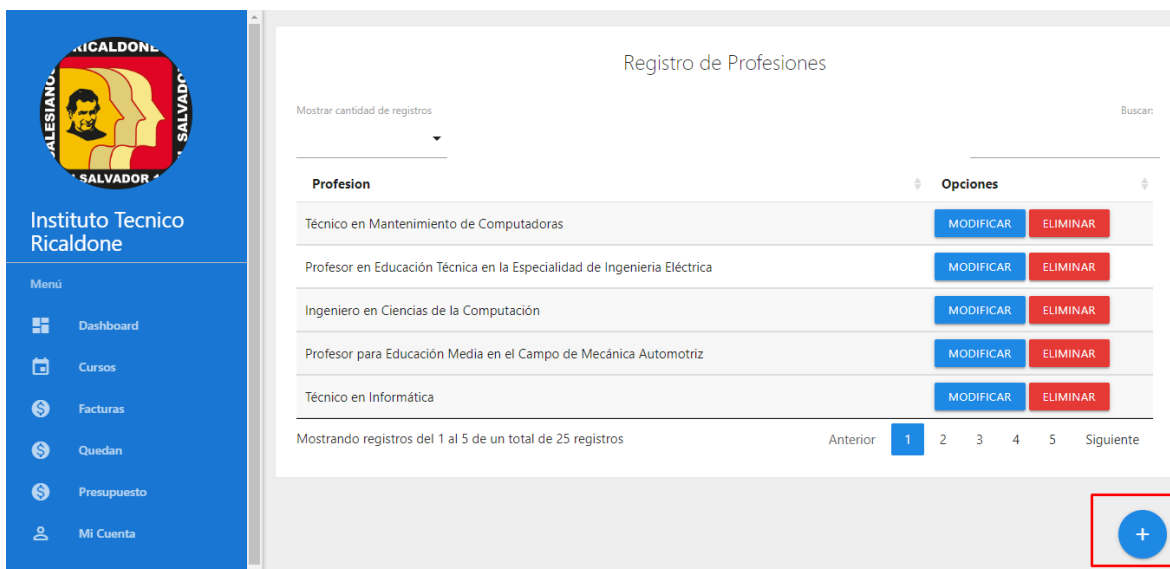 RICALDONE
SALESIANOS
SALVADOR
SALVADOR
Instituto Tecnico
Ricaldone
Menú
Dashboard
Cursos
Facturas
Quedan
Presupuesto
Mi Cuenta
Registro de Profesiones
Mostrar cantidad de registros
Buscar:
Profesion Opciones
Técnico en Mantenimiento de Computadoras MODIFICAR ELIMINAR
Profesor en Educación Técnica en la Especialidad de Ingenieria Eléctrica MODIFICAR ELIMINAR
Ingeniero en Ciencias de la Computación MODIFICAR ELIMINAR
Profesor para Educación Media en el Campo de Mecánica Automotriz MODIFICAR ELIMINAR
Técnico en Informática MODIFICAR ELIMINAR
Mostrando registros del 1 al 5 de un total de 25 registros Anterior 1 2 3 4 5 Siguiente
+